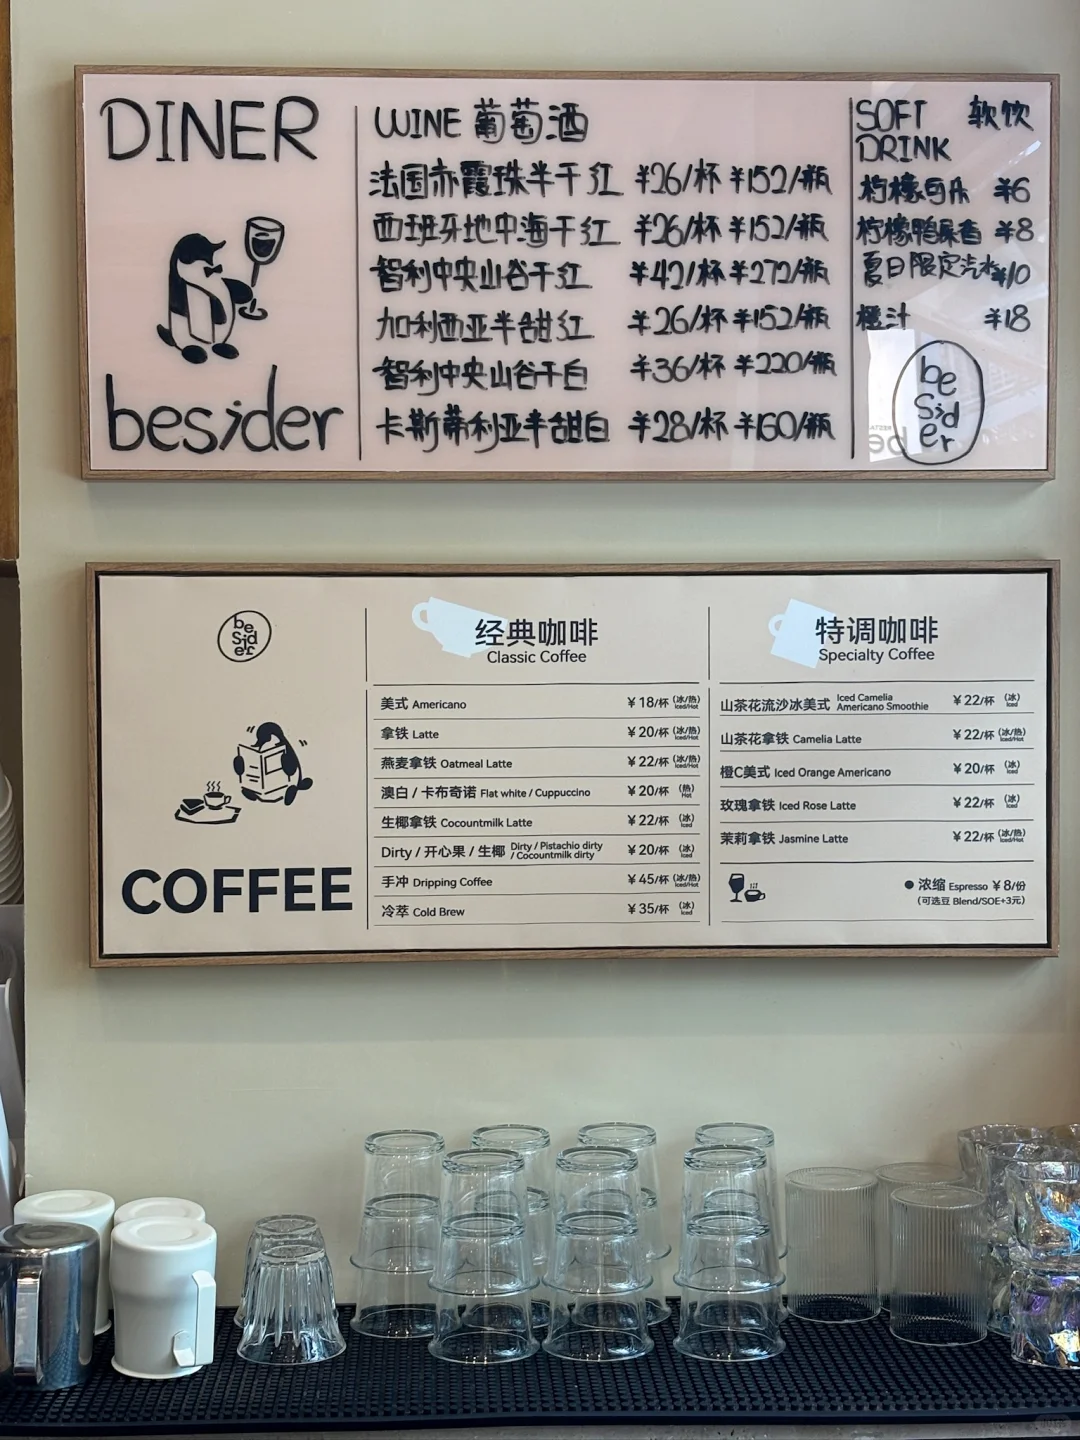 DINER
besider
WINE 葡萄酒
法国赤霞珠半干红 ¥26/杯 ¥152/瓶
西班牙地中海干红 ¥26/杯 ¥152/瓶
智利中央山谷干红 ¥42/杯 ¥272/瓶
加利西亚半甜红 ¥26/杯 ¥152/瓶
智利中央山谷干白 ¥36/杯 ¥220/瓶
卡斯蒂利亚半甜白 ¥28/杯 ¥160/瓶
SOFT 软饮
DRINK
柠檬可乐 ¥6
柠檬鸭屎香 ¥8
夏日限定汽水 ¥10
橙汁 ¥18
be
Sid
er
be
Sid
er
COFFEE
经典咖啡
Classic Coffee
美式 Americano ¥18/杯 (冰/热) Iced/Hot
拿铁 Latte ¥20/杯 (冰/热) Iced/Hot
燕麦拿铁 Oatmeal Latte ¥22/杯 (冰/热) Iced/Hot
澳白 / 卡布奇诺 Flat white / Cuppuccino ¥20/杯 (热) Hot
生椰拿铁 Cocountmilk Latte ¥22/杯 (冰) Iced
Dirty / 开心果 / 生椰 Dirty / Pistachio dirty / Cocountmilk dirty ¥20/杯 (冰) Iced
手冲 Dripping Coffee ¥45/杯 (冰/热) Iced/Hot
冷萃 Cold Brew ¥35/杯 (冰) Iced
特调咖啡
Specialty Coffee
山茶花流沙冰美式 Iced Camelia Americano Smoothie ¥22/杯 (冰) Iced
山茶花拿铁 Camelia Latte ¥22/杯 (冰/热) Iced/Hot
橙C美式 Iced Orange Americano ¥20/杯 (冰) Iced
玫瑰拿铁 Iced Rose Latte ¥22/杯 (冰) Iced
茉莉拿铁 Jasmine Latte ¥22/杯 (冰/热) Iced/Hot
● 浓缩 Espresso ¥8/份
(可选豆 Blend/SOE+3元)